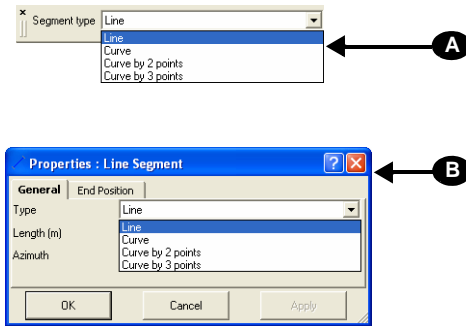 Segment type Line
Line
Curve
Curve by 2 points
Curve by 3 points
A
Properties : Line Segment
B
General End Position
Type Line
Length (m)
Azimuth
Line
Curve
Curve by 2 points
Curve by 3 points
OK Cancel Apply